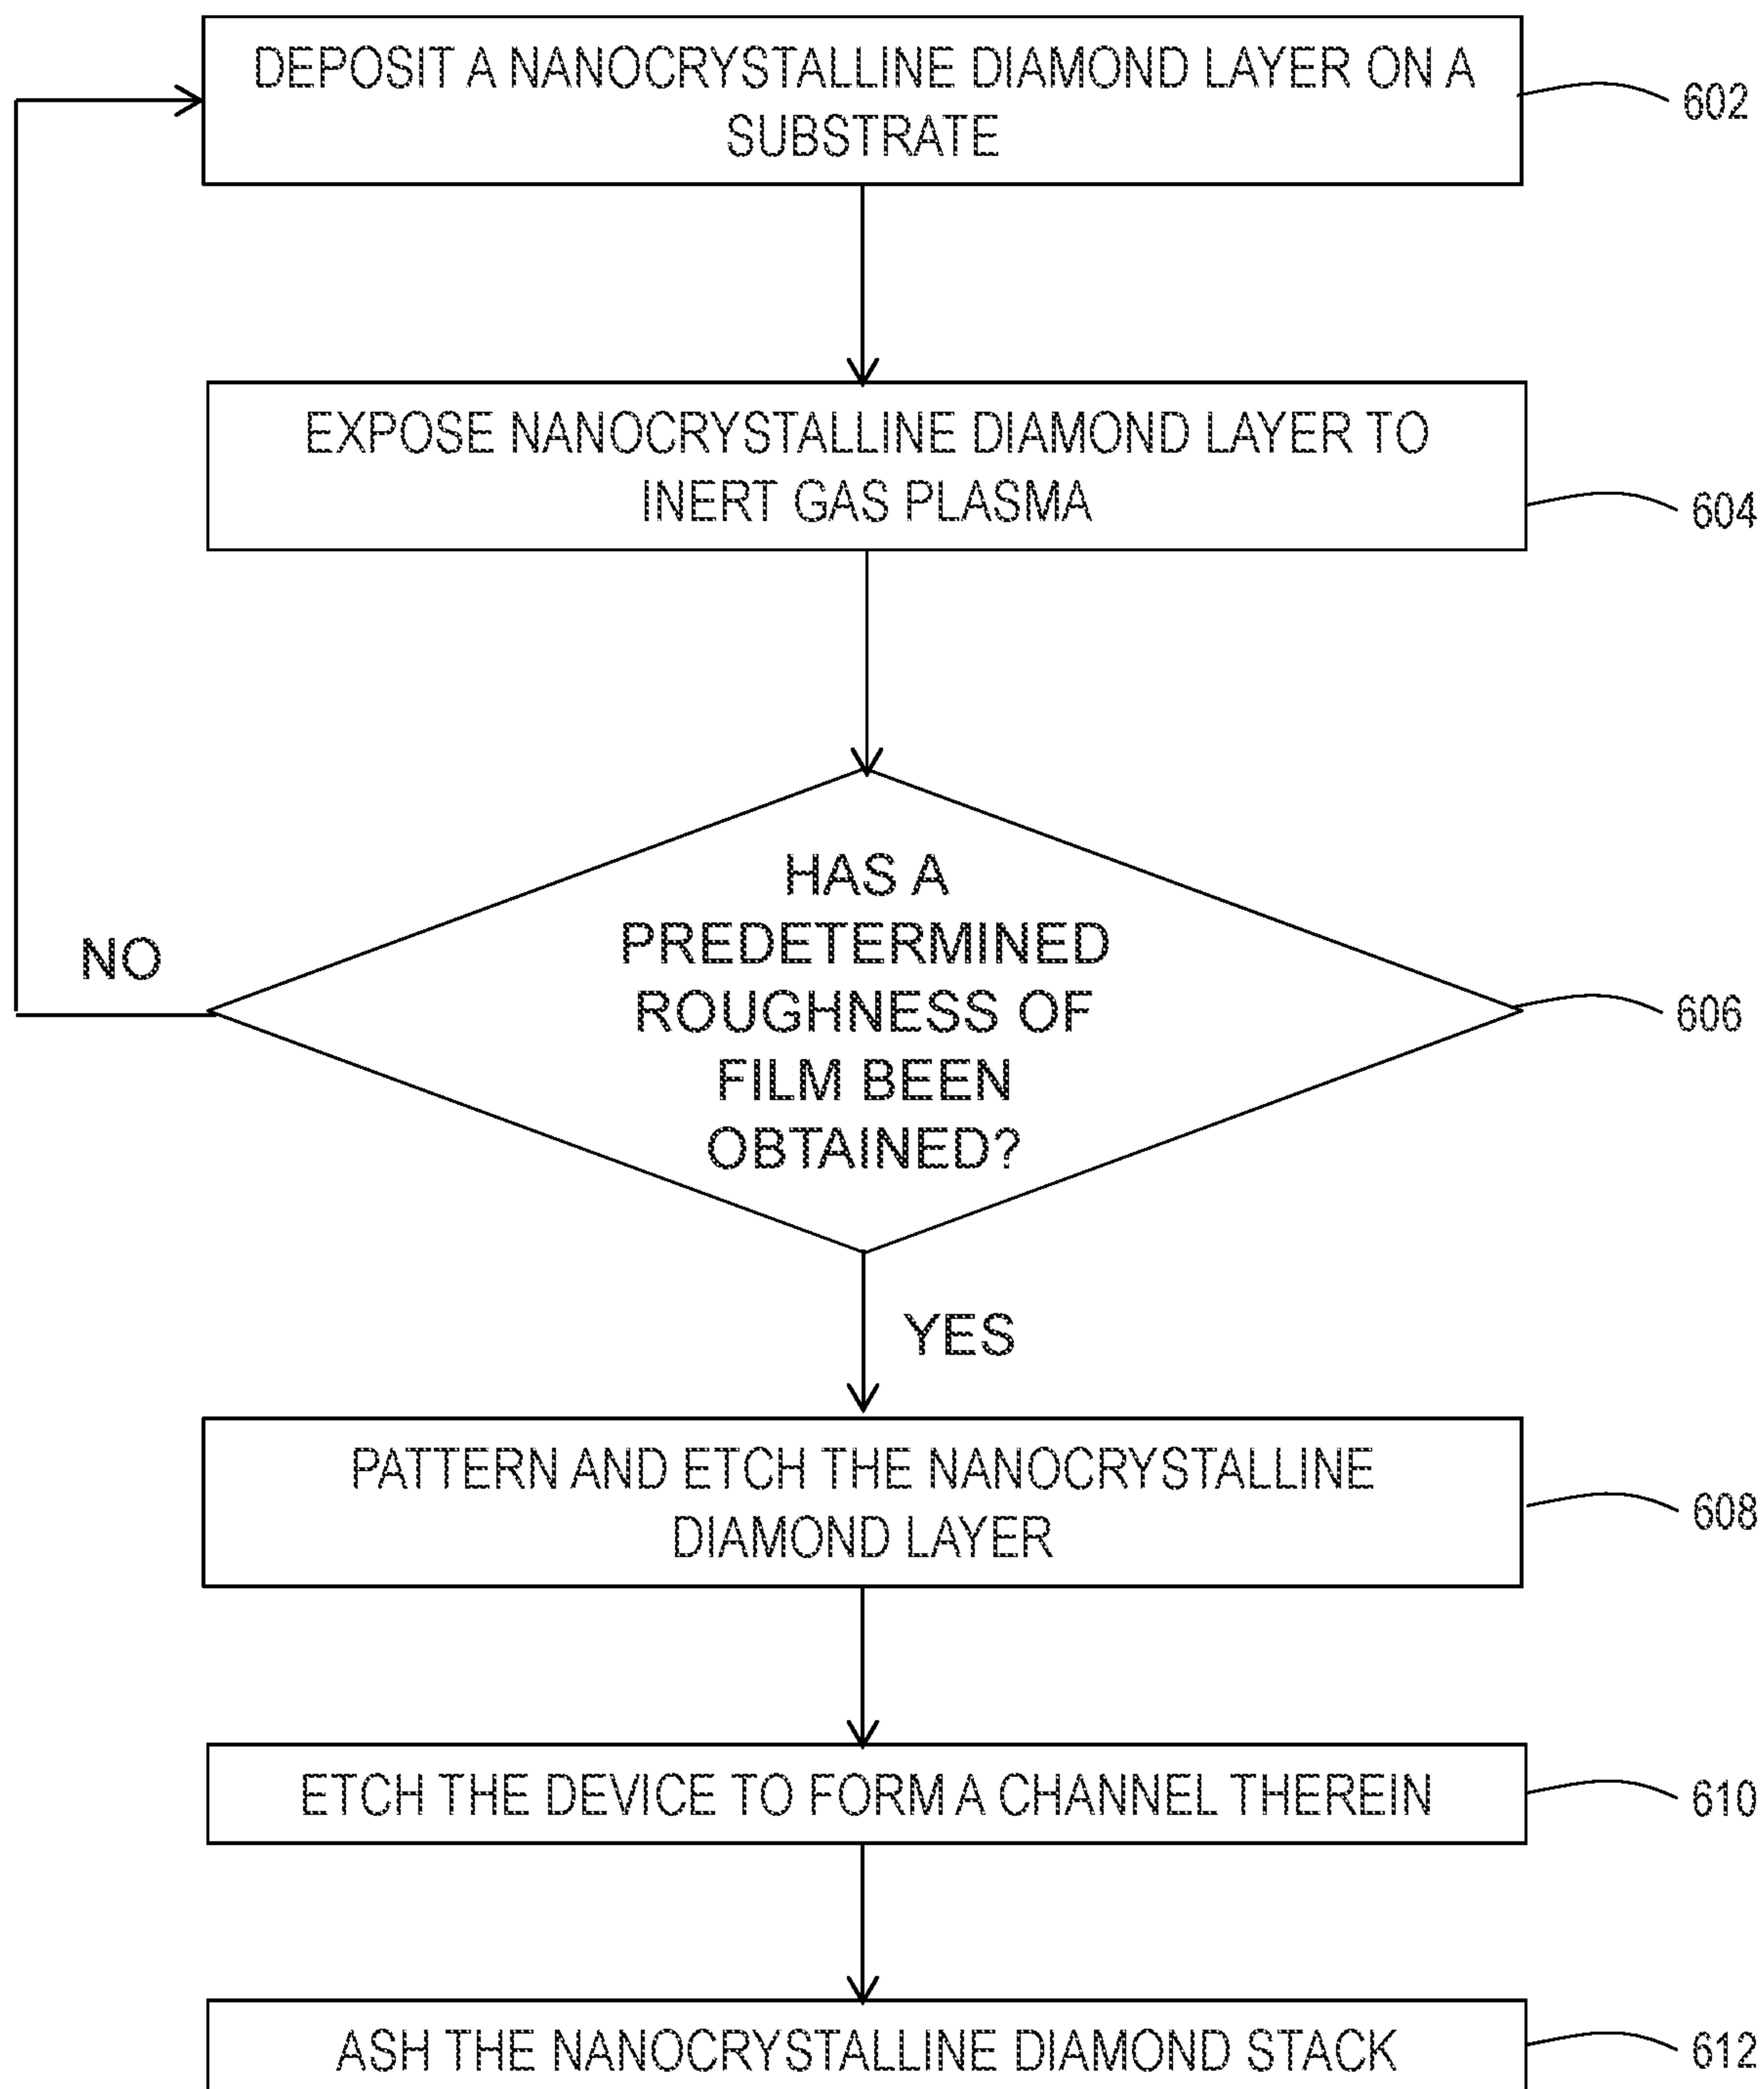 DEPOSIT A NANOCRYSTALLINE DIAMOND LAYER ON A
SUBSTRATE
602
EXPOSE NANOCRYSTALLINE DIAMOND LAYER TO
INERT GAS PLASMA
604
HAS A
PREDETERMINED
ROUGHNESS OF
FILM BEEN
OBTAINED?
NO
606
YES
PATTERN AND ETCH THE NANOCRYSTALLINE
DIAMOND LAYER
608
ETCH THE DEVICE TO FORM A CHANNEL THEREIN
610
ASH THE NANOCRYSTALLINE DIAMOND STACK
612